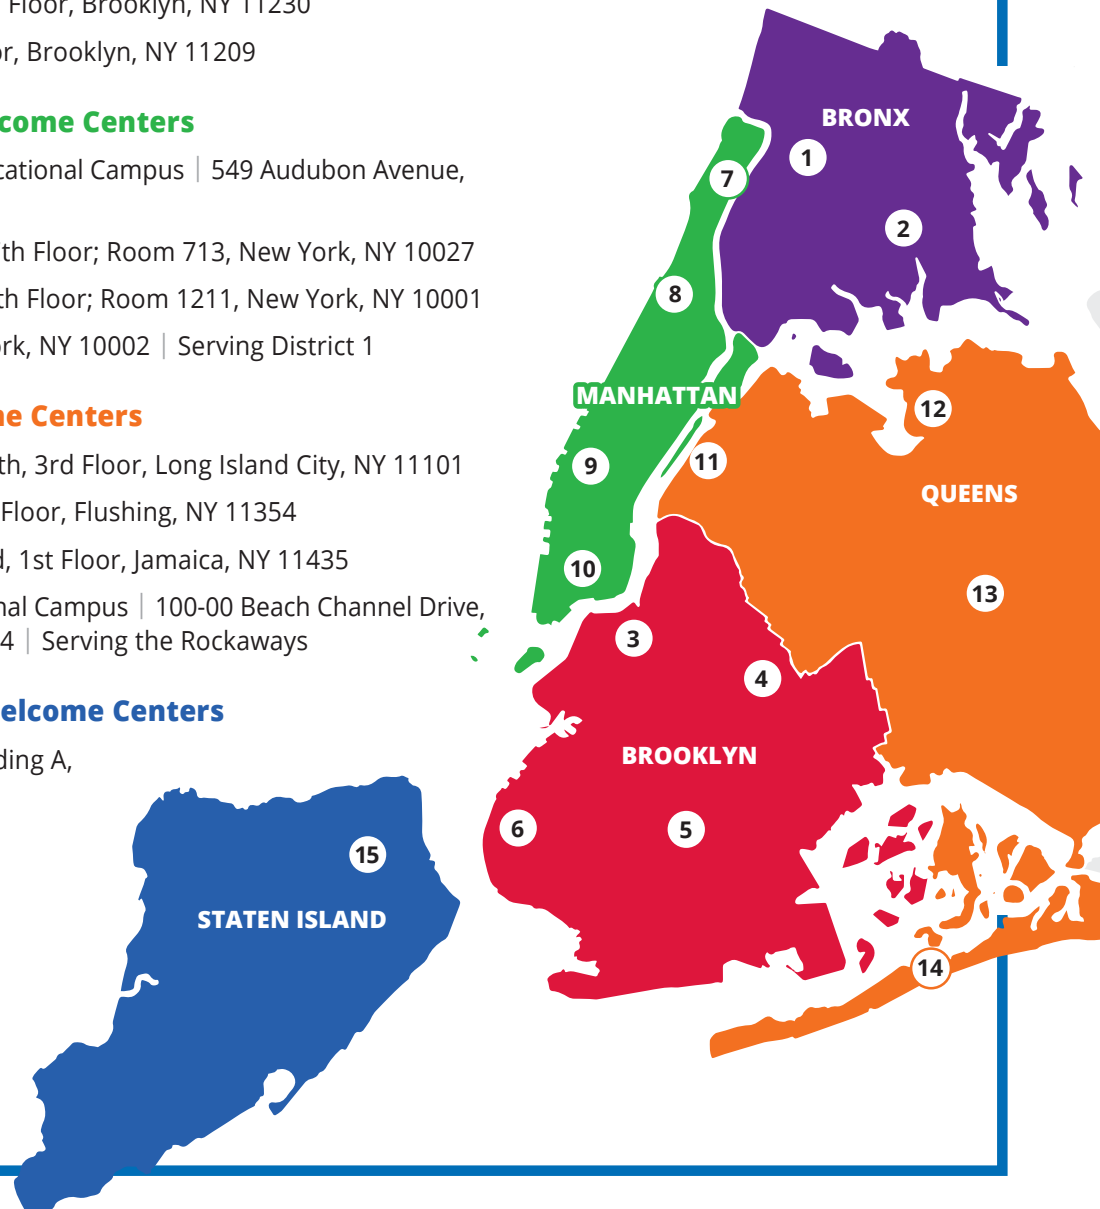 Floor, Brooklyn, NY 11230
or, Brooklyn, NY 11209
come Centers
cational Campus | 549 Audubon Avenue,
th Floor; Room 713, New York, NY 10027
th Floor; Room 1211, New York, NY 10001
rk, NY 10002 | Serving District 1
ne Centers
th, 3rd Floor, Long Island City, NY 11101
Floor, Flushing, NY 11354
d, 1st Floor, Jamaica, NY 11435
nal Campus | 100-00 Beach Channel Drive,
4 | Serving the Rockaways
elcome Centers
ding A,
BRONX
1
2
7
8
MANHATTAN
9
10
11
12
QUEENS
13
14
3
4
BROOKLYN
5
6
15
STATEN ISLAND